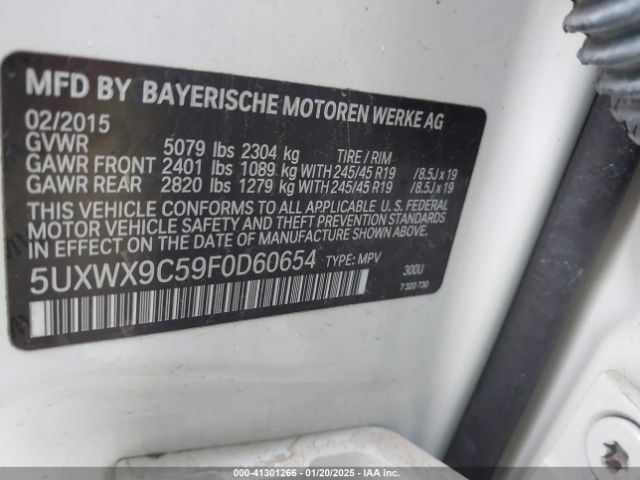 MFD BY BAYERISCHE MOTOREN WERKE AG
02/2015
GVWR 5079 lbs 2304 kg TIRE / RIM
GAWR FRONT 2401 lbs 1089 kg WITH 245/45 R19 /8.5J x 19
GAWR REAR 2820 lbs 1279 kg WITH 245/45 R19 /8.5J x 19
THIS VEHICLE CONFORMS TO ALL APPLICABLE U. S. FEDERAL
MOTOR VEHICLE SAFETY AND THEFT PREVENTION STANDARDS
IN EFFECT ON THE DATE OF MANUFACTURE SHOWN ABOVE.
5UXWX9C59F0D60654 TYPE: MPV 300U
7 320 730
000-41301266 | 01/20/2025 | IAA Inc.